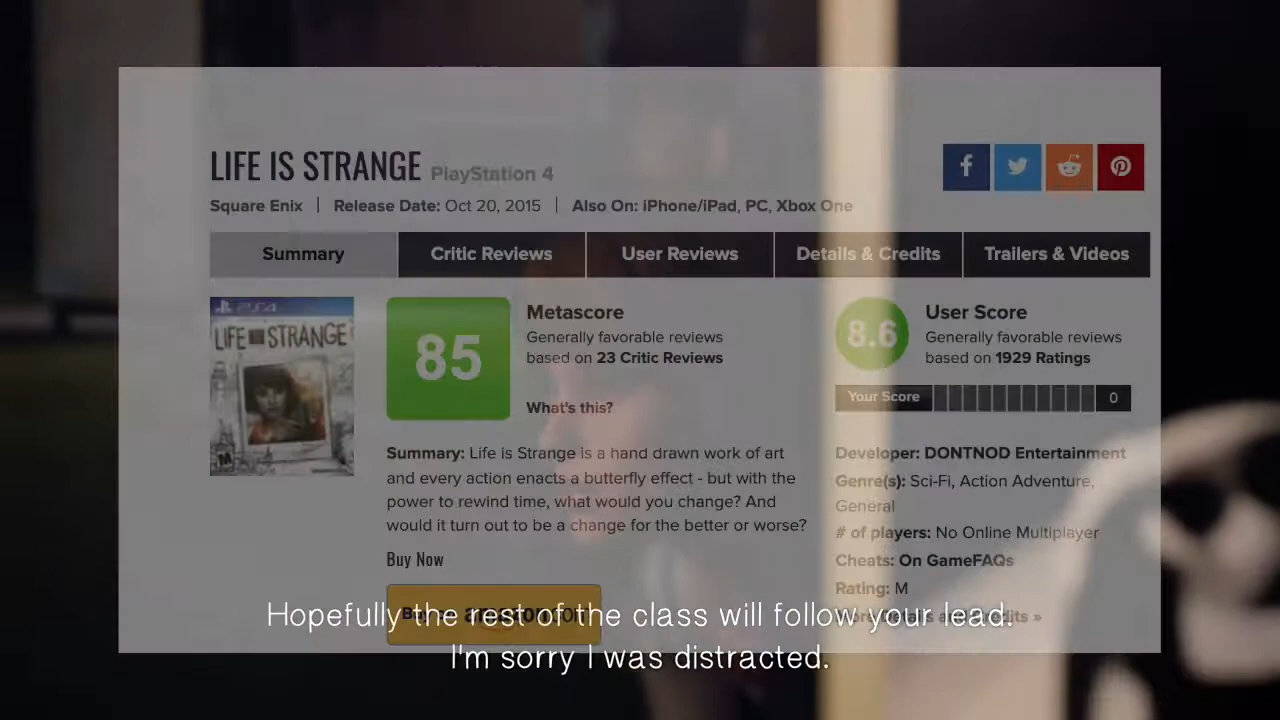 LIFE IS STRANGE PlayStation 4
Square Enix | Release Date: Oct 20, 2015 | Also On: iPhone/iPad, PC, Xbox One
Summary Critic Reviews User Reviews Details & Credits Trailers & Videos
PS4
LIFE IS STRANGE
M
85
Metascore
Generally favorable reviews
based on 23 Critic Reviews
What's this?
8.6
User Score
Generally favorable reviews
based on 1929 Ratings
Your Score 0
Summary: Life is Strange is a hand drawn work of art
and every action enacts a butterfly effect - but with the
power to rewind time, what would you change? And
would it turn out to be a change for the better or worse?
Buy Now
Developer: DONTNOD Entertainment
Genre(s): Sci-Fi, Action Adventure,
General
# of players: No Online Multiplayer
Cheats: On GameFAQs
Rating: M
More Details and Credits »
Hopefully the rest of the class will follow your lead.
I'm sorry I was distracted.